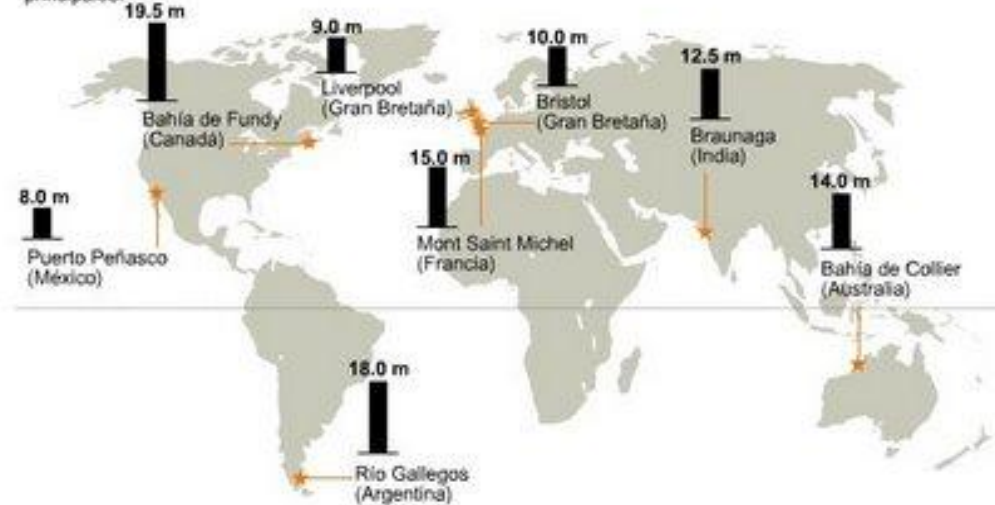 19.5 m
Bahía de Fundy
(Canadá)
9.0 m
Liverpool
(Gran Bretaña)
10.0 m
Bristol
(Gran Bretaña)
12.5 m
Braunaga
(India)
8.0 m
Puerto Peñasco
(México)
15.0 m
Mont Saint Michel
(Francia)
14.0 m
Bahía de Collier
(Australia)
18.0 m
Río Gallegos
(Argentina)